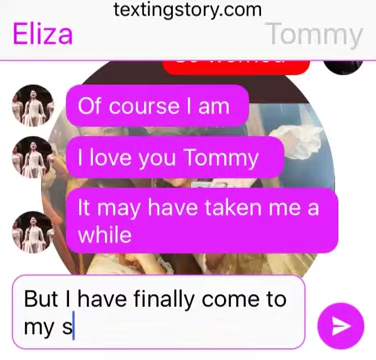 textingstory.com
Eliza Tommy
Of course I am
I love you Tommy
It may have taken me a
while
But I have finally come to
my s